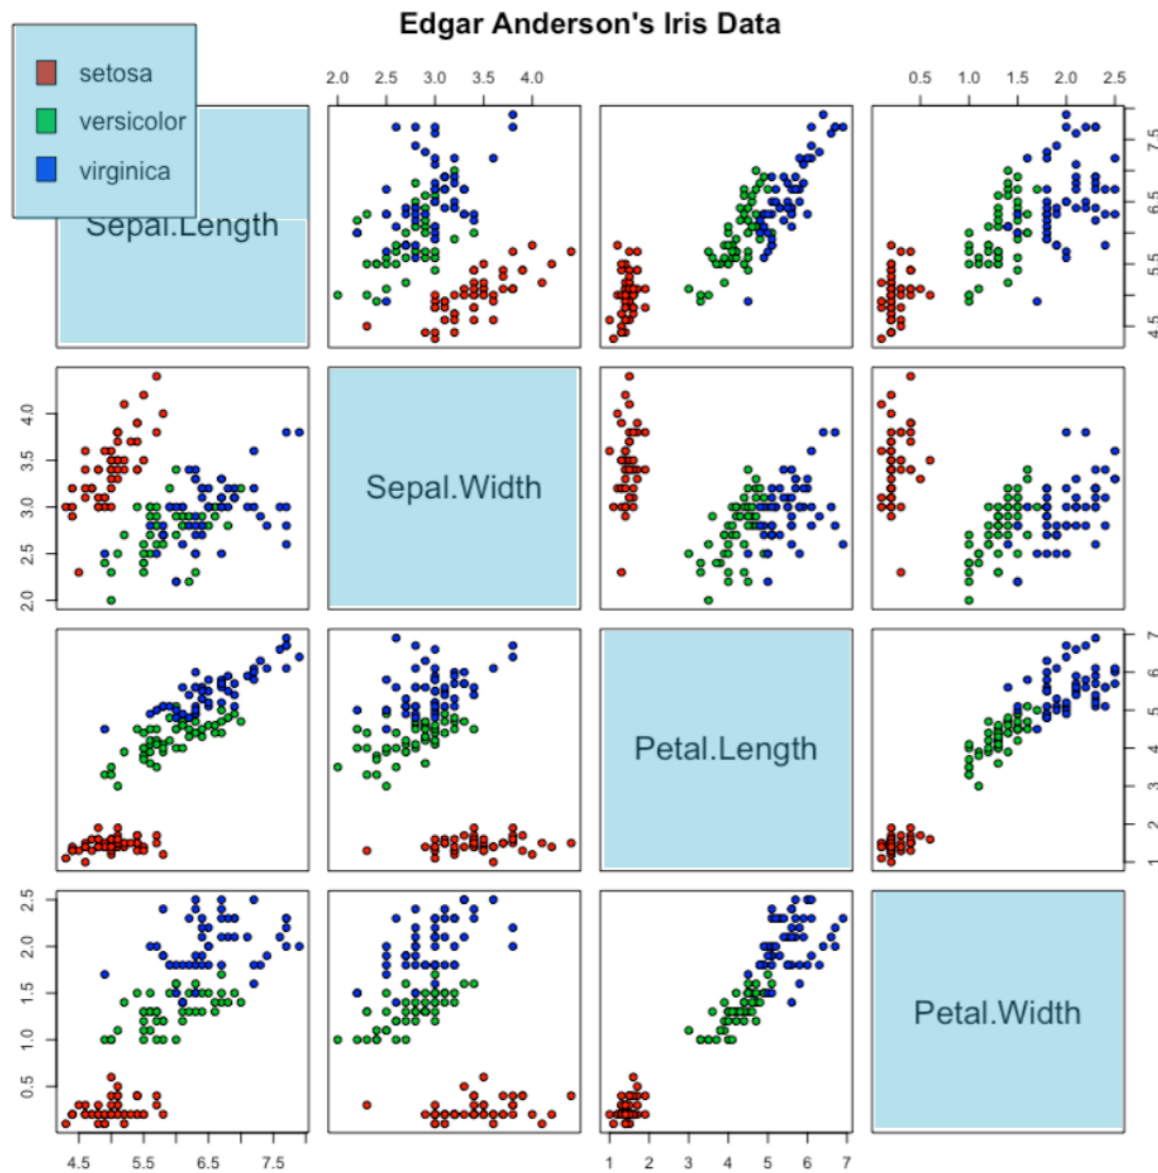 Edgar Anderson's Iris Data
setosa
versicolor
virginica
2.0 2.5 3.0 3.5 4.0
0.5 1.0 1.5 2.0 2.5
Sepal.Length
4.5 5.5 6.5 7.5
2.0 2.5 3.0 3.5 4.0
Sepal.Width
Petal.Length
1 2 3 4 5 6 7
0.5 1.0 1.5 2.0 2.5
Petal.Width
4.5 5.5 6.5 7.5
1 2 3 4 5 6 7